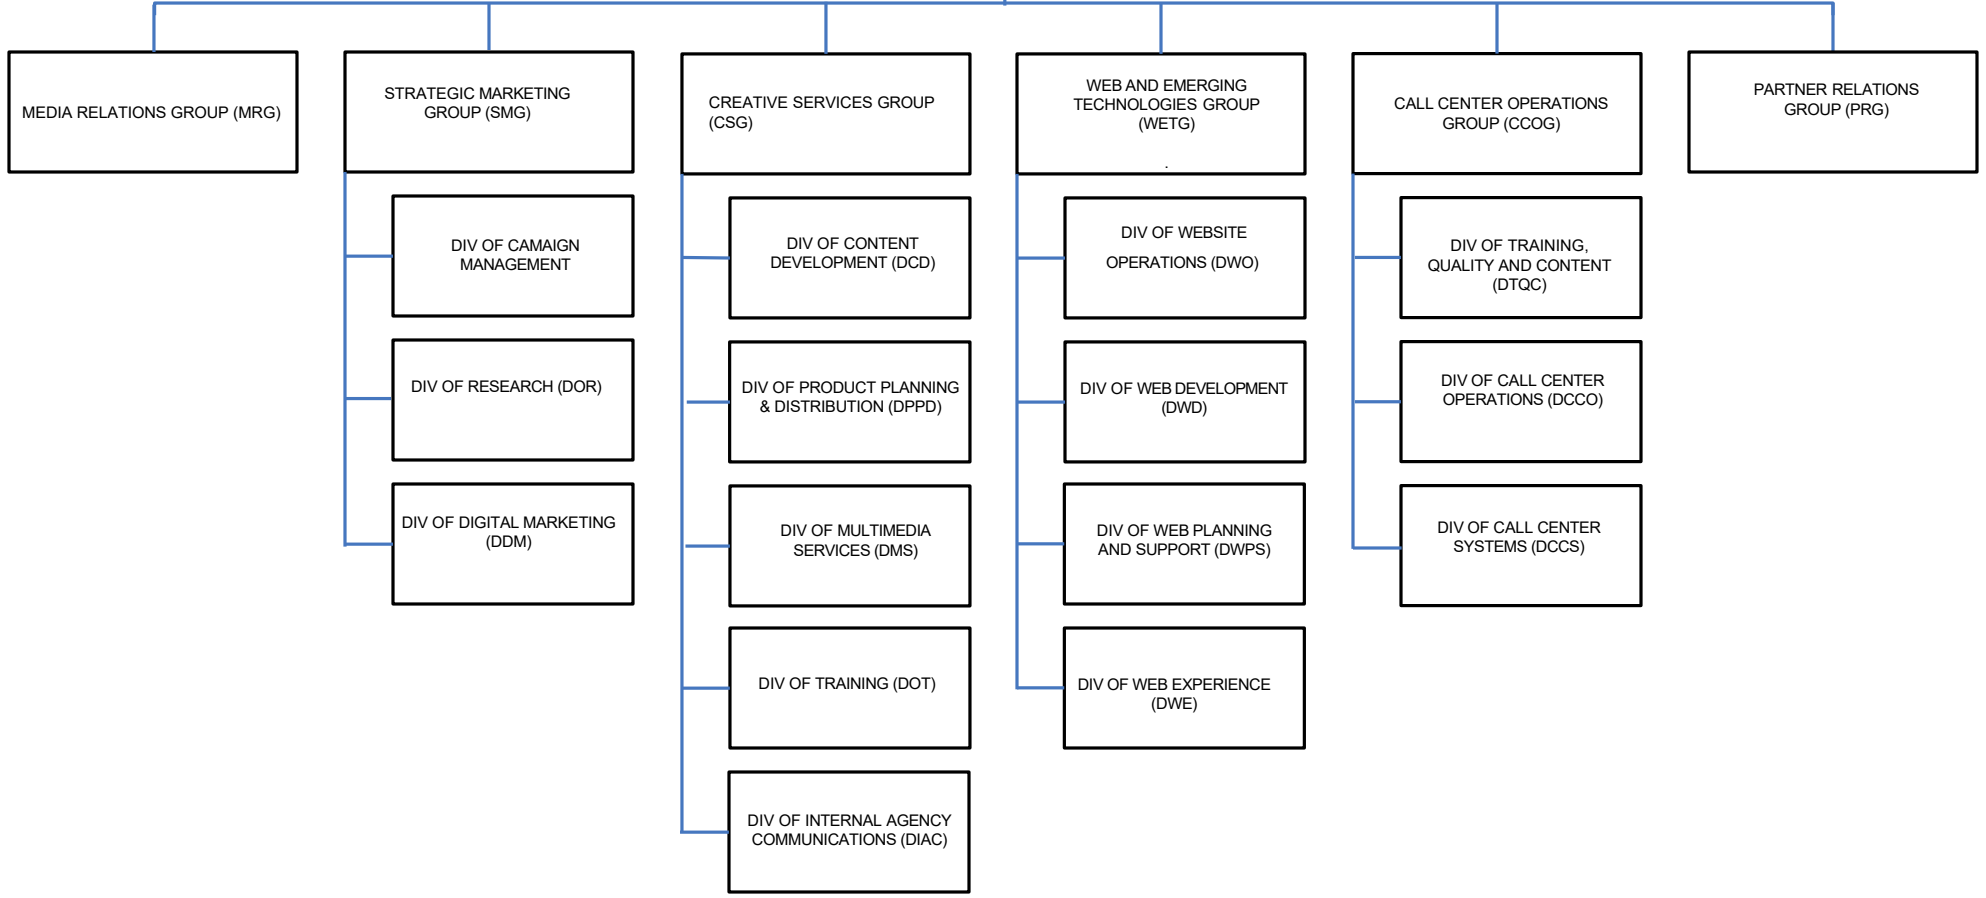 MEDIA RELATIONS GROUP (MRG)
STRATEGIC MARKETING
GROUP (SMG)
DIV OF CAMAIGN
MANAGEMENT
DIV OF RESEARCH (DOR)
DIV OF DIGITAL MARKETING
(DDM)
CREATIVE SERVICES GROUP
(CSG)
DIV OF CONTENT
DEVELOPMENT (DCD)
DIV OF PRODUCT PLANNING
& DISTRIBUTION (DPPD)
DIV OF MULTIMEDIA
SERVICES (DMS)
DIV OF TRAINING (DOT)
DIV OF INTERNAL AGENCY
COMMUNICATIONS (DIAC)
WEB AND EMERGING
TECHNOLOGIES GROUP
(WETG)
.
DIV OF WEBSITE
OPERATIONS (DWO)
DIV OF WEB DEVELOPMENT
(DWD)
DIV OF WEB PLANNING
AND SUPPORT (DWPS)
DIV OF WEB EXPERIENCE
(DWE)
CALL CENTER OPERATIONS
GROUP (CCOG)
DIV OF TRAINING,
QUALITY AND CONTENT
(DTQC)
DIV OF CALL CENTER
OPERATIONS (DCCO)
DIV OF CALL CENTER
SYSTEMS (DCCS)
PARTNER RELATIONS
GROUP (PRG)